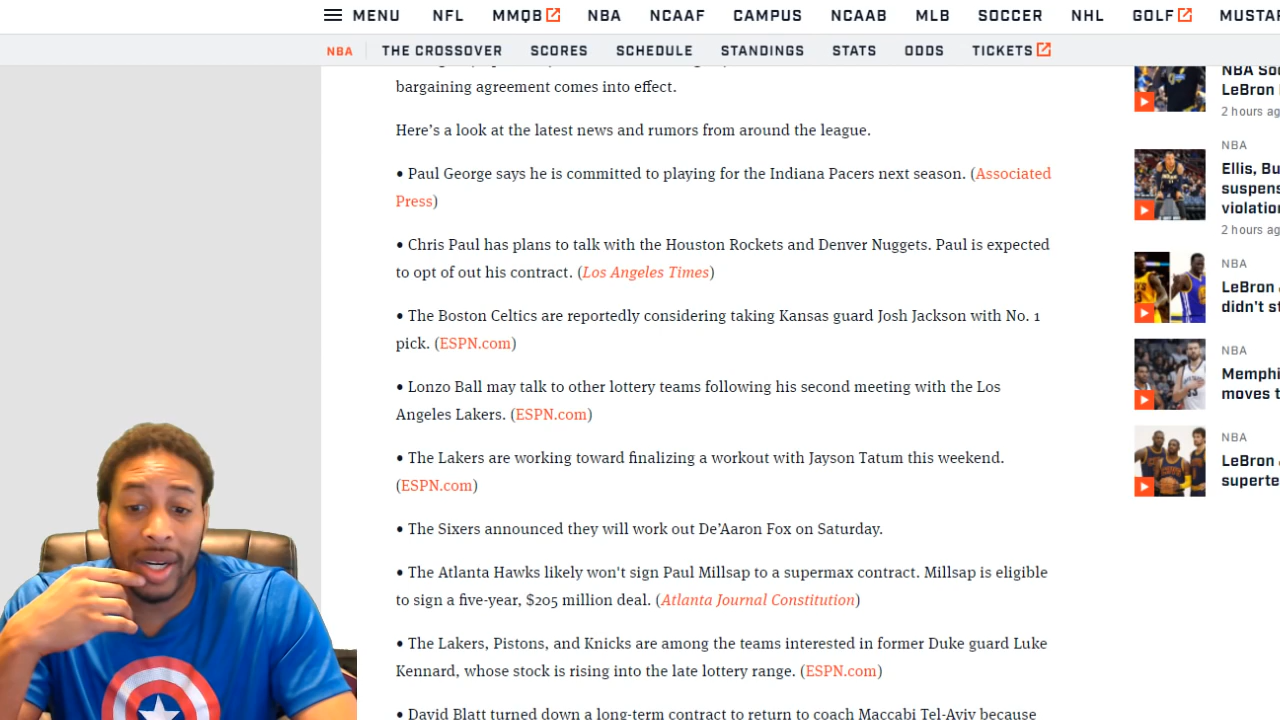 MENU NFL MMQB NBA NCAAF CAMPUS NCAAB MLB SOCCER NHL GOLF
NBA THE CROSSOVER SCORES SCHEDULE STANDINGS STATS ODDS TICKETS
bargaining agreement comes into effect.
Here's a look at the latest news and rumors from around the league.
• Paul George says he is committed to playing for the Indiana Pacers next season. (Associated
Press)
• Chris Paul has plans to talk with the Houston Rockets and Denver Nuggets. Paul is expected
to opt of out his contract. (Los Angeles Times)
• The Boston Celtics are reportedly considering taking Kansas guard Josh Jackson with No. 1
pick. (ESPN.com)
• Lonzo Ball may talk to other lottery teams following his second meeting with the Los
Angeles Lakers. (ESPN.com)
• The Lakers are working toward finalizing a workout with Jayson Tatum this weekend.
(ESPN.com)
• The Sixers announced they will work out De'Aaron Fox on Saturday.
• The Atlanta Hawks likely won't sign Paul Millsap to a supermax contract. Millsap is eligible
to sign a five-year, $205 million deal. (Atlanta Journal Constitution)
• The Lakers, Pistons, and Knicks are among the teams interested in former Duke guard Luke
Kennard, whose stock is rising into the late lottery range. (ESPN.com)
• David Blatt turned down a long-term contract to return to coach Maccabi Tel-Aviv because
NBA
LeBron
2 hours
NBA
Ellis,
2 hours
NBA
LeBron
didn't
NBA
moves
NBA
LeBron